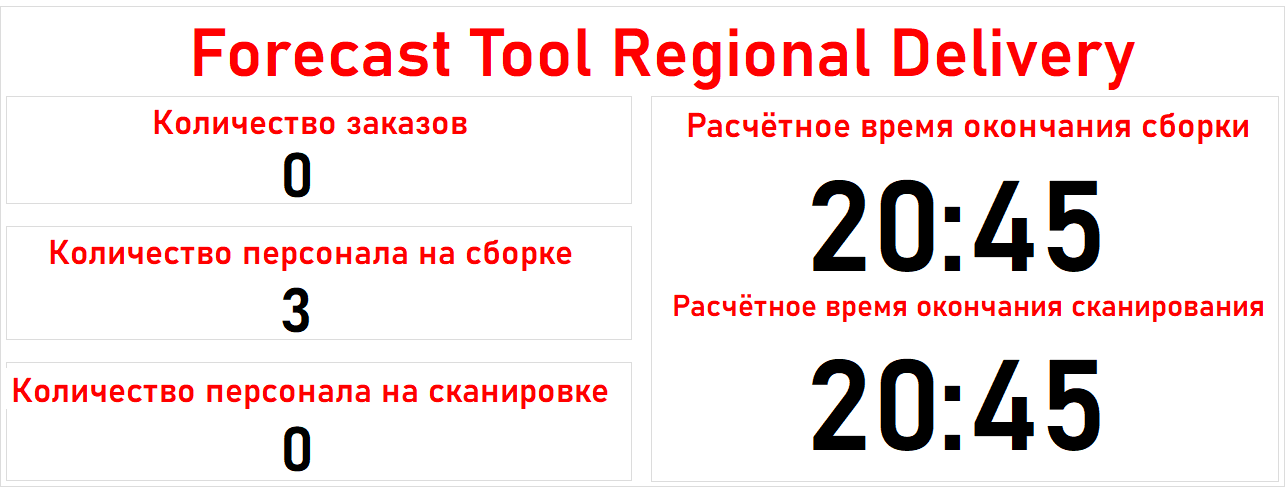 Forecast Tool Regional Delivery
Количество заказов
0
Количество персонала на сборке
3
Количество персонала на сканировке
0
Расчётное время окончания сборки
20:45
Расчётное время окончания сканирования
20:45